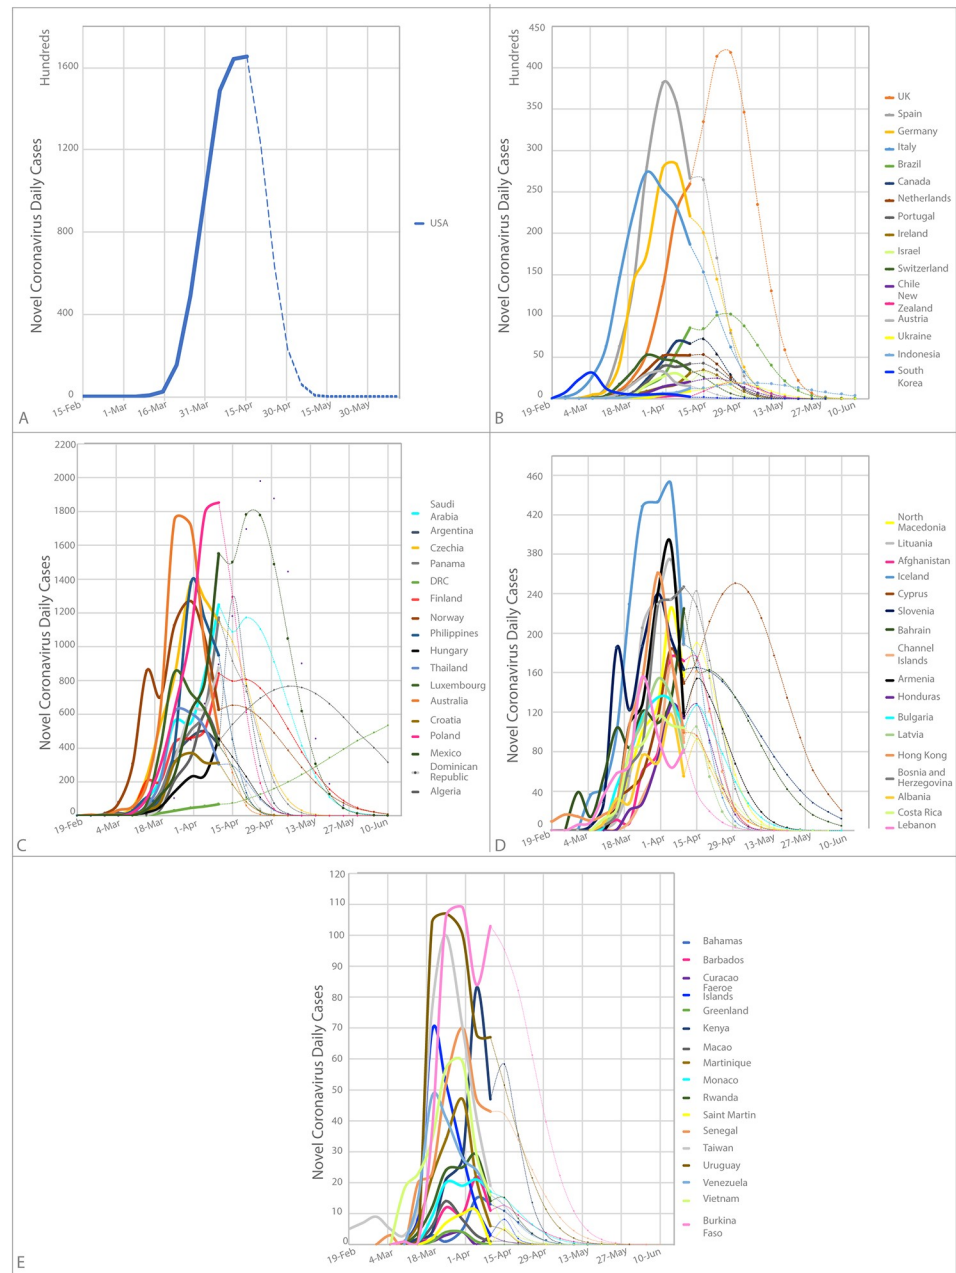 Novel Coronavirus Daily Cases
Hundreds
1600
1200
800
400
0
15-Feb
1-Mar
16-Mar
31-Mar
15-Apr
30-Apr
15-May
30-May
USA
A
Novel Coronavirus Daily Cases
Hundreds
450
400
350
300
250
200
150
100
50
0
19-Feb
4-Mar
18-Mar
1-Apr
15-Apr
29-Apr
13-May
27-May
10-Jun
UK
Spain
Germany
Italy
Brazil
Canada
Netherlands
Portugal
Ireland
Israel
Switzerland
Chile
New
Zealand
Austria
Ukraine
Indonesia
South
Korea
B
Novel Coronavirus Daily Cases
2200
2000
1800
1600
1400
1200
1000
800
600
400
200
0
19-Feb
4-Mar
18-Mar
1-Apr
15-Apr
29-Apr
13-May
27-May
10-Jun
Saudi
Arabia
Argentina
Czechia
Panama
DRC
Finland
Norway
Philippines
Hungary
Thailand
Luxembourg
Australia
Croatia
Poland
Mexico
Dominican
Republic
Algeria
C
Novel Coronavirus Daily Cases
460
420
380
240
200
160
120
80
40
0
19-Feb
4-Mar
18-Mar
1-Apr
15-Apr
29-Apr
13-May
27-May
10-Jun
North
Macedonia
Lithuania
Afghanistan
Iceland
Cyprus
Slovenia
Bahrain
Channel
Islands
Armenia
Honduras
Bulgaria
Latvia
Hong Kong
Bosnia and
Herzegovina
Albania
Costa Rica
Lebanon
D
Novel Coronavirus Daily Cases
120
100
90
80
70
60
50
40
30
20
10
0
19-Feb
4-Mar
18-Mar
1-Apr
15-Apr
29-Apr
13-May
27-May
10-Jun
Bahamas
Barbados
Curacao
Faeroe
Islands
Greenland
Kenya
Macao
Martinique
Monaco
Rwanda
Saint Martin
Senegal
Taiwan
Uruguay
Venezuela
Vietnam
Burkina
Faso
E